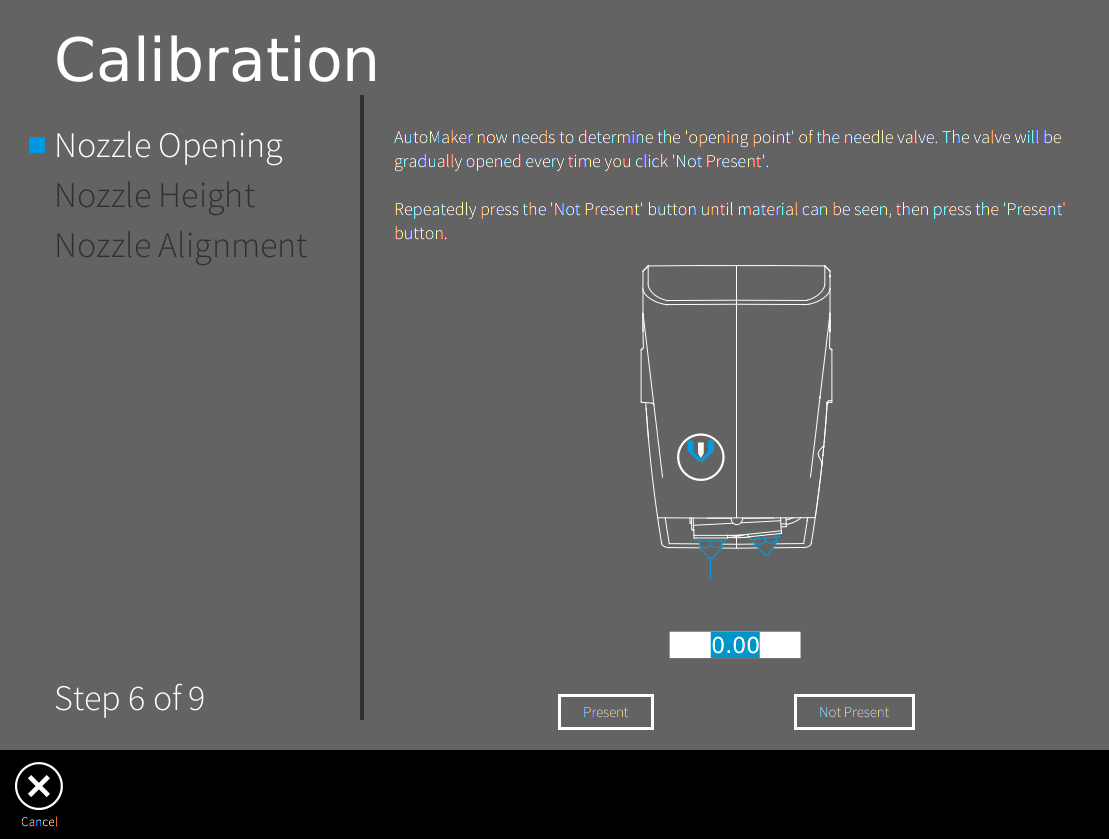 Calibration
Nozzle Opening
Nozzle Height
Nozzle Alignment
AutoMaker now needs to determine the 'opening point' of the needle valve. The valve will be
gradually opened every time you click 'Not Present'.
Repeatedly press the 'Not Present' button until material can be seen, then press the 'Present'
button.
0.00
Step 6 of 9
Present
Not Present
Cancel